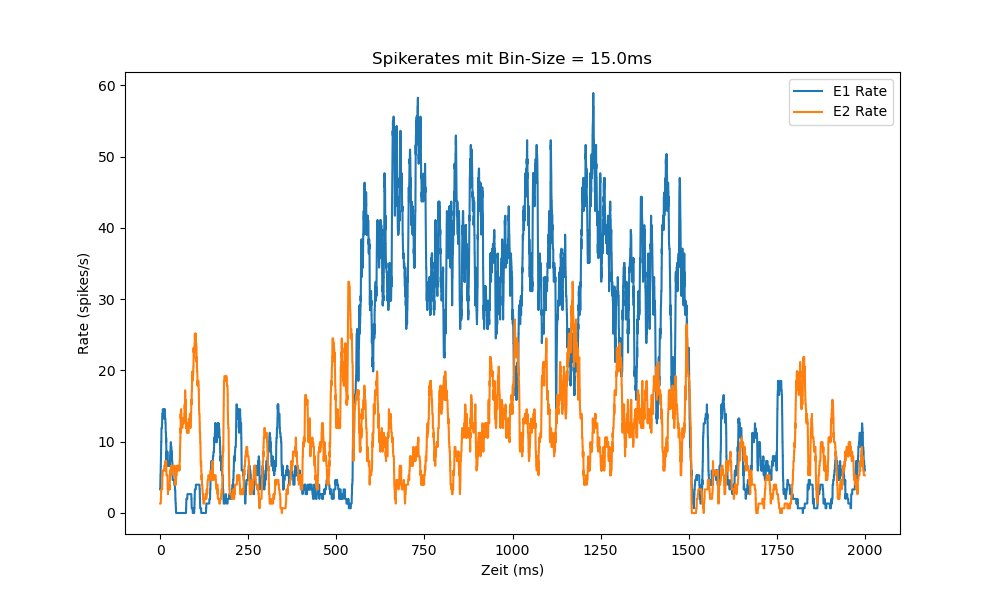 Spikerates mit Bin-Size = 15.0ms
E1 Rate
E2 Rate
60
50
40
30
20
10
0
Rate (spikes/s)
0 250 500 750 1000 1250 1500 1750 2000
Zeit (ms)